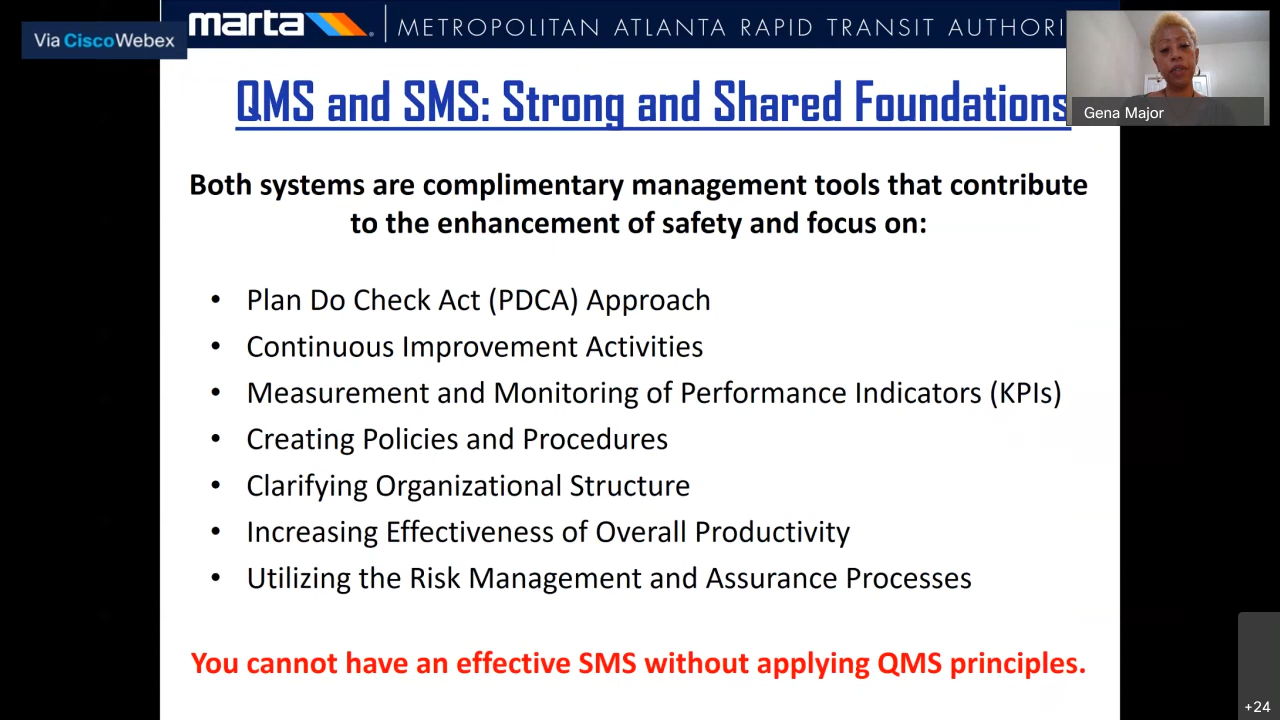 Via CiscoWebex
marta
METROPOLITAN ATLANTA RAPID TRANSIT AUTHORI
Gena Major
QMS and SMS: Strong and Shared Foundations
Both systems are complimentary management tools that contribute
to the enhancement of safety and focus on:
• Plan Do Check Act (PDCA) Approach
• Continuous Improvement Activities
• Measurement and Monitoring of Performance Indicators (KPIs)
• Creating Policies and Procedures
• Clarifying Organizational Structure
• Increasing Effectiveness of Overall Productivity
• Utilizing the Risk Management and Assurance Processes
You cannot have an effective SMS without applying QMS principles.
+24